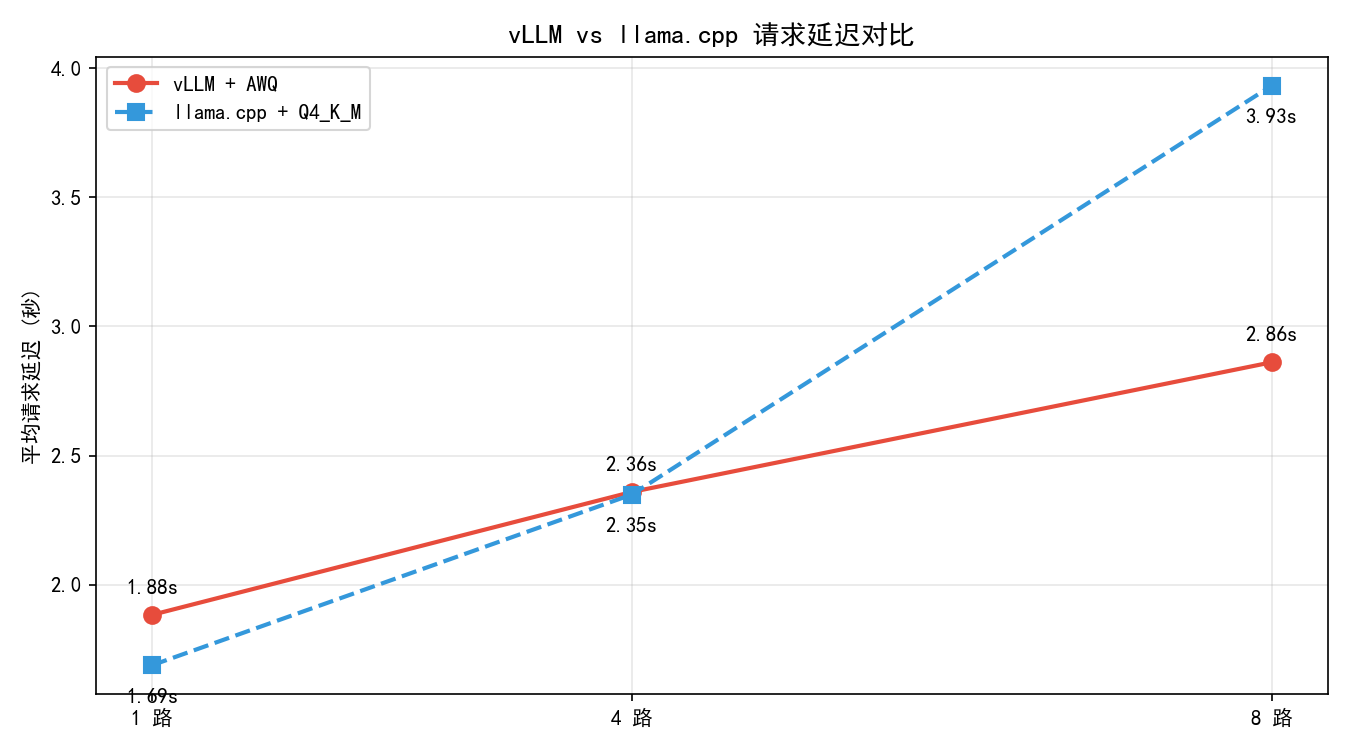 vLLM vs llama.cpp 请求延迟对比
vLLM + AWQ
llama.cpp + Q4_K_M
平均请求延迟 (秒)
4.0
3.5
3.0
2.5
2.0
1.88s
2.36s
2.86s
1.69s
2.35s
3.93s
1 路
4 路
8 路